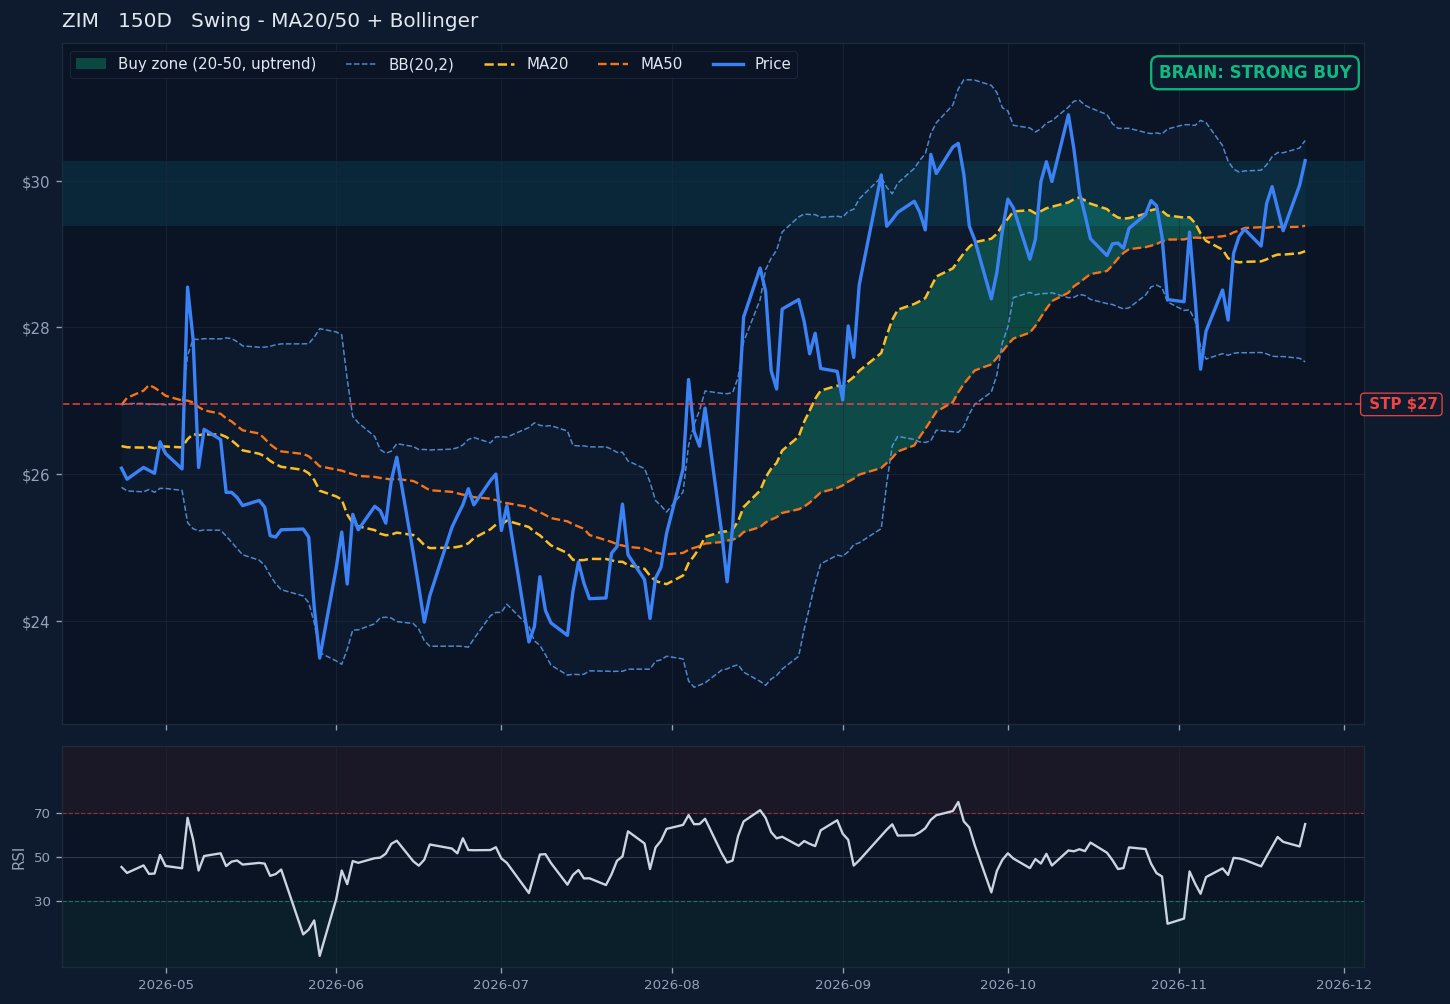 ZIM   150D   Swing - MA20/50 + Bollinger
Buy zone (20-50, uptrend)   BB(20,2)   MA20   MA50   Price
BRAIN: STRONG BUY
$30
$28
STP $27
$26
$24
RSI
70
50
30
2026-05   2026-06   2026-07   2026-08   2026-09   2026-10   2026-11   2026-12